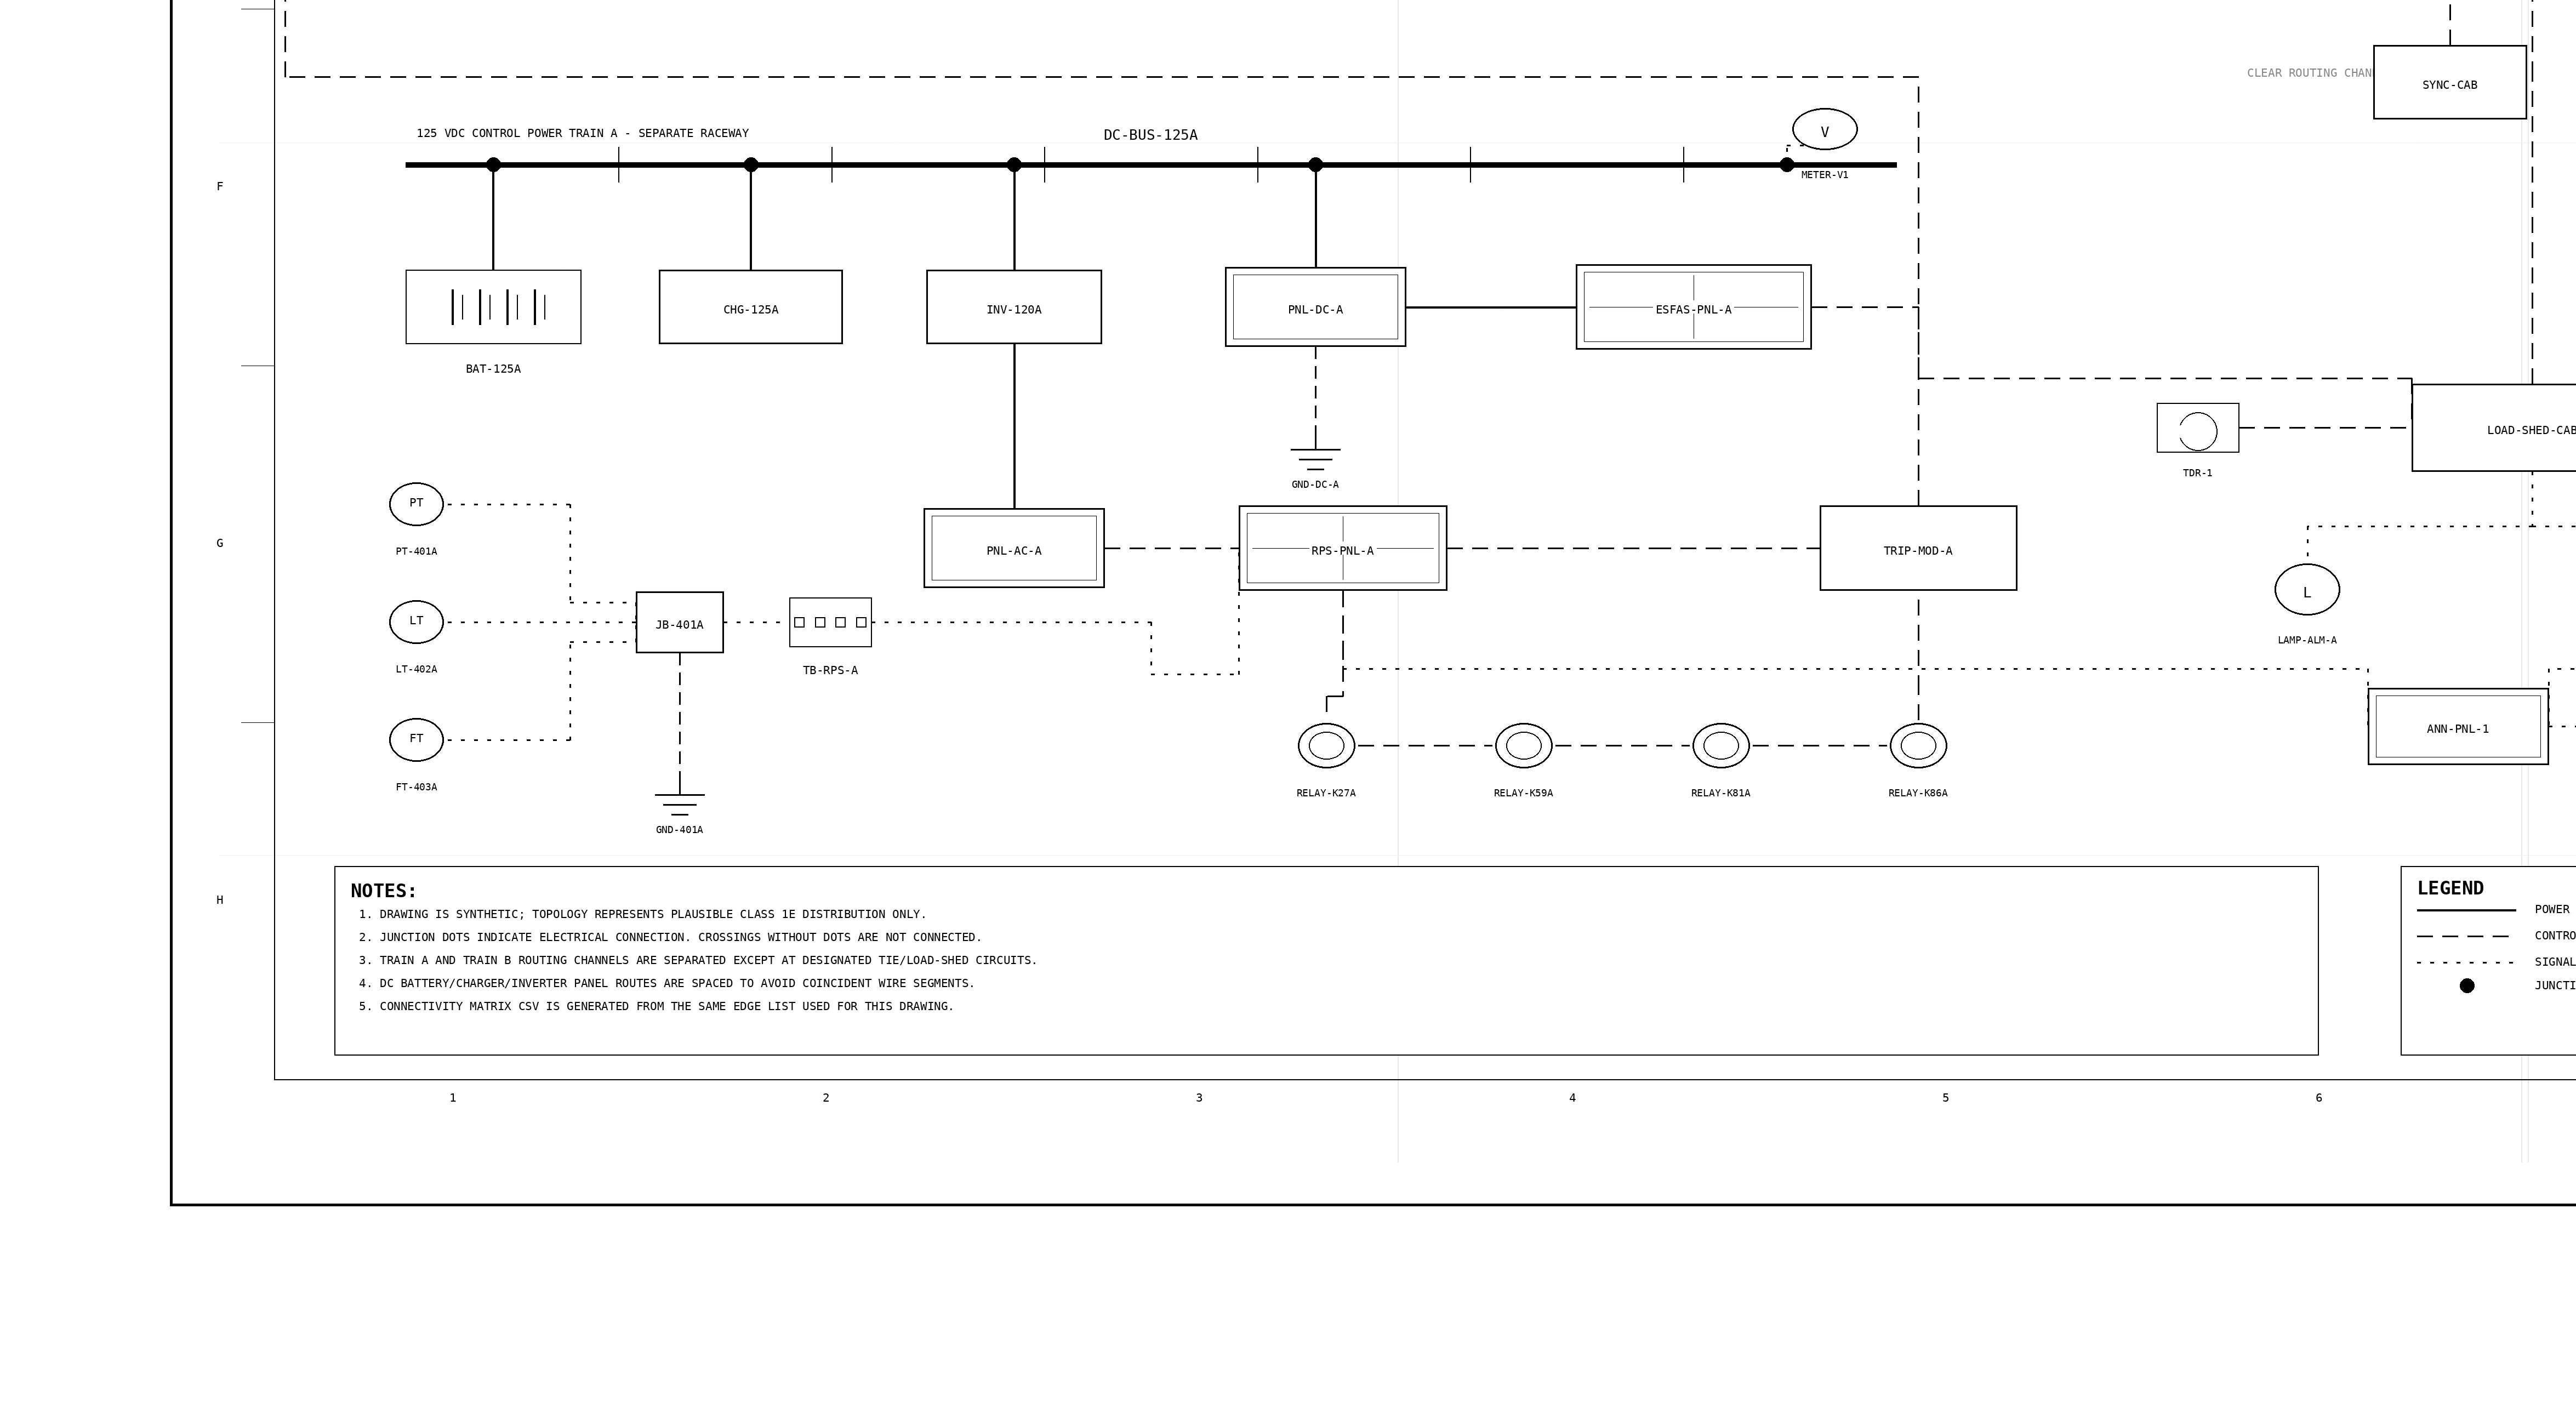 CLEAR ROUTING CHAN
SYNC-CAB
125 VDC CONTROL POWER TRAIN A - SEPARATE RACEWAY
DC-BUS-125A
V
METER-V1
F
CHG-125A
INV-120A
PNL-DC-A
ESFAS-PNL-A
BAT-125A
LOAD-SHED-CAB
TDR-1
GND-DC-A
PT
PT-401A
G
PNL-AC-A
RPS-PNL-A
TRIP-MOD-A
L
LAMP-ALM-A
LT
LT-402A
JB-401A
TB-RPS-A
FT
FT-403A
ANN-PNL-1
RELAY-K27A
RELAY-K59A
RELAY-K81A
RELAY-K86A
GND-401A
H
NOTES:
1. DRAWING IS SYNTHETIC; TOPOLOGY REPRESENTS PLAUSIBLE CLASS 1E DISTRIBUTION ONLY.
2. JUNCTION DOTS INDICATE ELECTRICAL CONNECTION. CROSSINGS WITHOUT DOTS ARE NOT CONNECTED.
3. TRAIN A AND TRAIN B ROUTING CHANNELS ARE SEPARATED EXCEPT AT DESIGNATED TIE/LOAD-SHED CIRCUITS.
4. DC BATTERY/CHARGER/INVERTER PANEL ROUTES ARE SPACED TO AVOID COINCIDENT WIRE SEGMENTS.
5. CONNECTIVITY MATRIX CSV IS GENERATED FROM THE SAME EDGE LIST USED FOR THIS DRAWING.
LEGEND
POWER
CONTRO
SIGNAL
JUNCTI
1
2
3
4
5
6